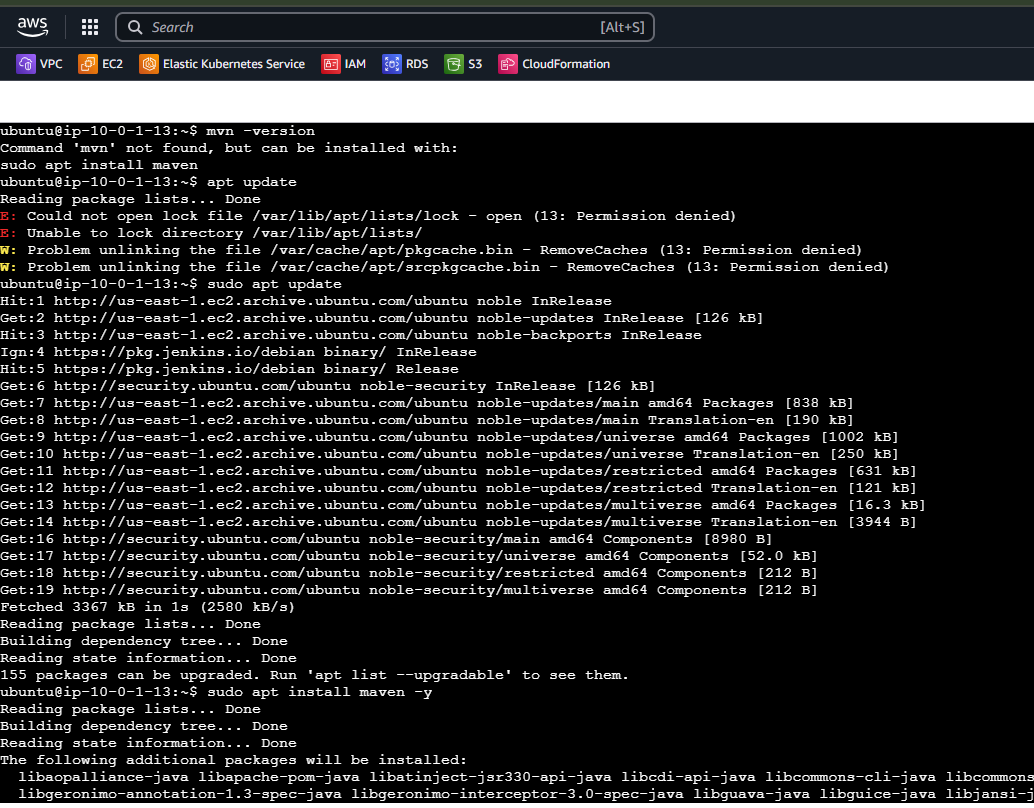 aws
Search [Alt+S]
VPC EC2 Elastic Kubernetes Service IAM RDS S3 CloudFormation
ubuntu@ip-10-0-1-13:~$ mvn -version
Command 'mvn' not found, but can be installed with:
sudo apt install maven
ubuntu@ip-10-0-1-13:~$ apt update
Reading package lists... Done
E: Could not open lock file /var/lib/apt/lists/lock - open (13: Permission denied)
E: Unable to lock directory /var/lib/apt/lists/
W: Problem unlinking the file /var/cache/apt/pkgcache.bin - RemoveCaches (13: Permission denied)
W: Problem unlinking the file /var/cache/apt/srcpkgcache.bin - RemoveCaches (13: Permission denied)
ubuntu@ip-10-0-1-13:~$ sudo apt update
Hit:1 http://us-east-1.ec2.archive.ubuntu.com/ubuntu noble InRelease
Get:2 http://us-east-1.ec2.archive.ubuntu.com/ubuntu noble-updates InRelease [126 kB]
Hit:3 http://us-east-1.ec2.archive.ubuntu.com/ubuntu noble-backports InRelease
Ign:4 https://pkg.jenkins.io/debian binary/ InRelease
Hit:5 https://pkg.jenkins.io/debian binary/ Release
Get:6 http://security.ubuntu.com/ubuntu noble-security InRelease [126 kB]
Get:7 http://us-east-1.ec2.archive.ubuntu.com/ubuntu noble-updates/main amd64 Packages [838 kB]
Get:8 http://us-east-1.ec2.archive.ubuntu.com/ubuntu noble-updates/main Translation-en [190 kB]
Get:9 http://us-east-1.ec2.archive.ubuntu.com/ubuntu noble-updates/universe amd64 Packages [1002 kB]
Get:10 http://us-east-1.ec2.archive.ubuntu.com/ubuntu noble-updates/universe Translation-en [250 kB]
Get:11 http://us-east-1.ec2.archive.ubuntu.com/ubuntu noble-updates/restricted amd64 Packages [631 kB]
Get:12 http://us-east-1.ec2.archive.ubuntu.com/ubuntu noble-updates/restricted Translation-en [121 kB]
Get:13 http://us-east-1.ec2.archive.ubuntu.com/ubuntu noble-updates/multiverse amd64 Packages [16.3 kB]
Get:14 http://us-east-1.ec2.archive.ubuntu.com/ubuntu noble-updates/multiverse Translation-en [3944 B]
Get:16 http://security.ubuntu.com/ubuntu noble-security/main amd64 Components [8980 B]
Get:17 http://security.ubuntu.com/ubuntu noble-security/universe amd64 Components [52.0 kB]
Get:18 http://security.ubuntu.com/ubuntu noble-security/restricted amd64 Components [212 B]
Get:19 http://security.ubuntu.com/ubuntu noble-security/multiverse amd64 Components [212 B]
Fetched 3367 kB in 1s (2580 kB/s)
Reading package lists... Done
Building dependency tree... Done
Reading state information... Done
155 packages can be upgraded. Run 'apt list --upgradable' to see them.
ubuntu@ip-10-0-1-13:~$ sudo apt install maven -y
Reading package lists... Done
Building dependency tree... Done
Reading state information... Done
The following additional packages will be installed:
libaopalliance-java libapache-pom-java libatinject-jsr330-api-java libcdi-api-java libcommons-cli-java libcommons
libgeronimo-annotation-1.3-spec-java libgeronimo-interceptor-3.0-spec-java libguava-java libguice-java libjansi-j